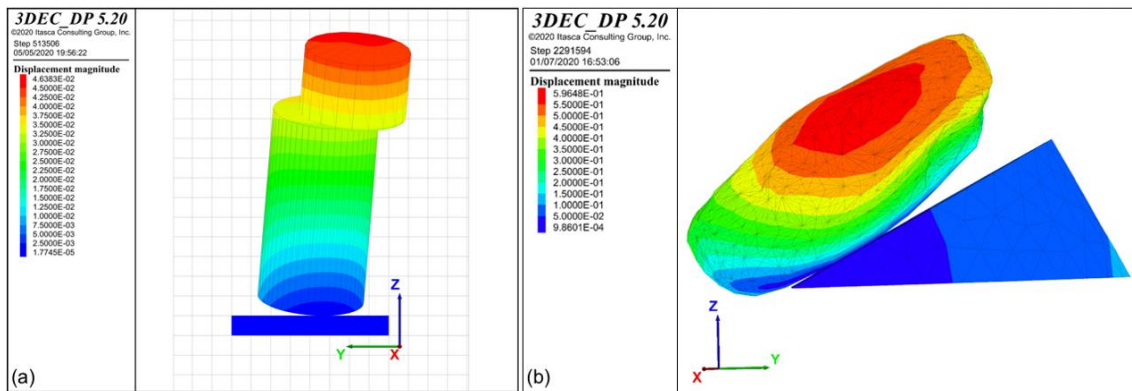 3DEC_DP 5.20
©2020 Itasca Consulting Group, Inc.
Step 513506
05/05/2020 19:56:22
Displacement magnitude
4.6383E-02
4.5000E-02
4.2500E-02
4.0000E-02
3.7500E-02
3.5000E-02
3.2500E-02
3.0000E-02
2.7500E-02
2.5000E-02
2.2500E-02
2.0000E-02
1.7500E-02
1.5000E-02
1.2500E-02
1.0000E-02
7.5000E-03
5.0000E-03
2.5000E-03
1.7745E-05
Z
Y
X
(a)
3DEC_DP 5.20
©2020 Itasca Consulting Group, Inc.
Step 2291594
01/07/2020 16:53:06
Displacement magnitude
5.9648E-01
5.5000E-01
5.0000E-01
4.5000E-01
4.0000E-01
3.5000E-01
3.0000E-01
2.5000E-01
2.0000E-01
1.5000E-01
1.0000E-01
5.0000E-02
9.8601E-04
Z
Y
X
(b)